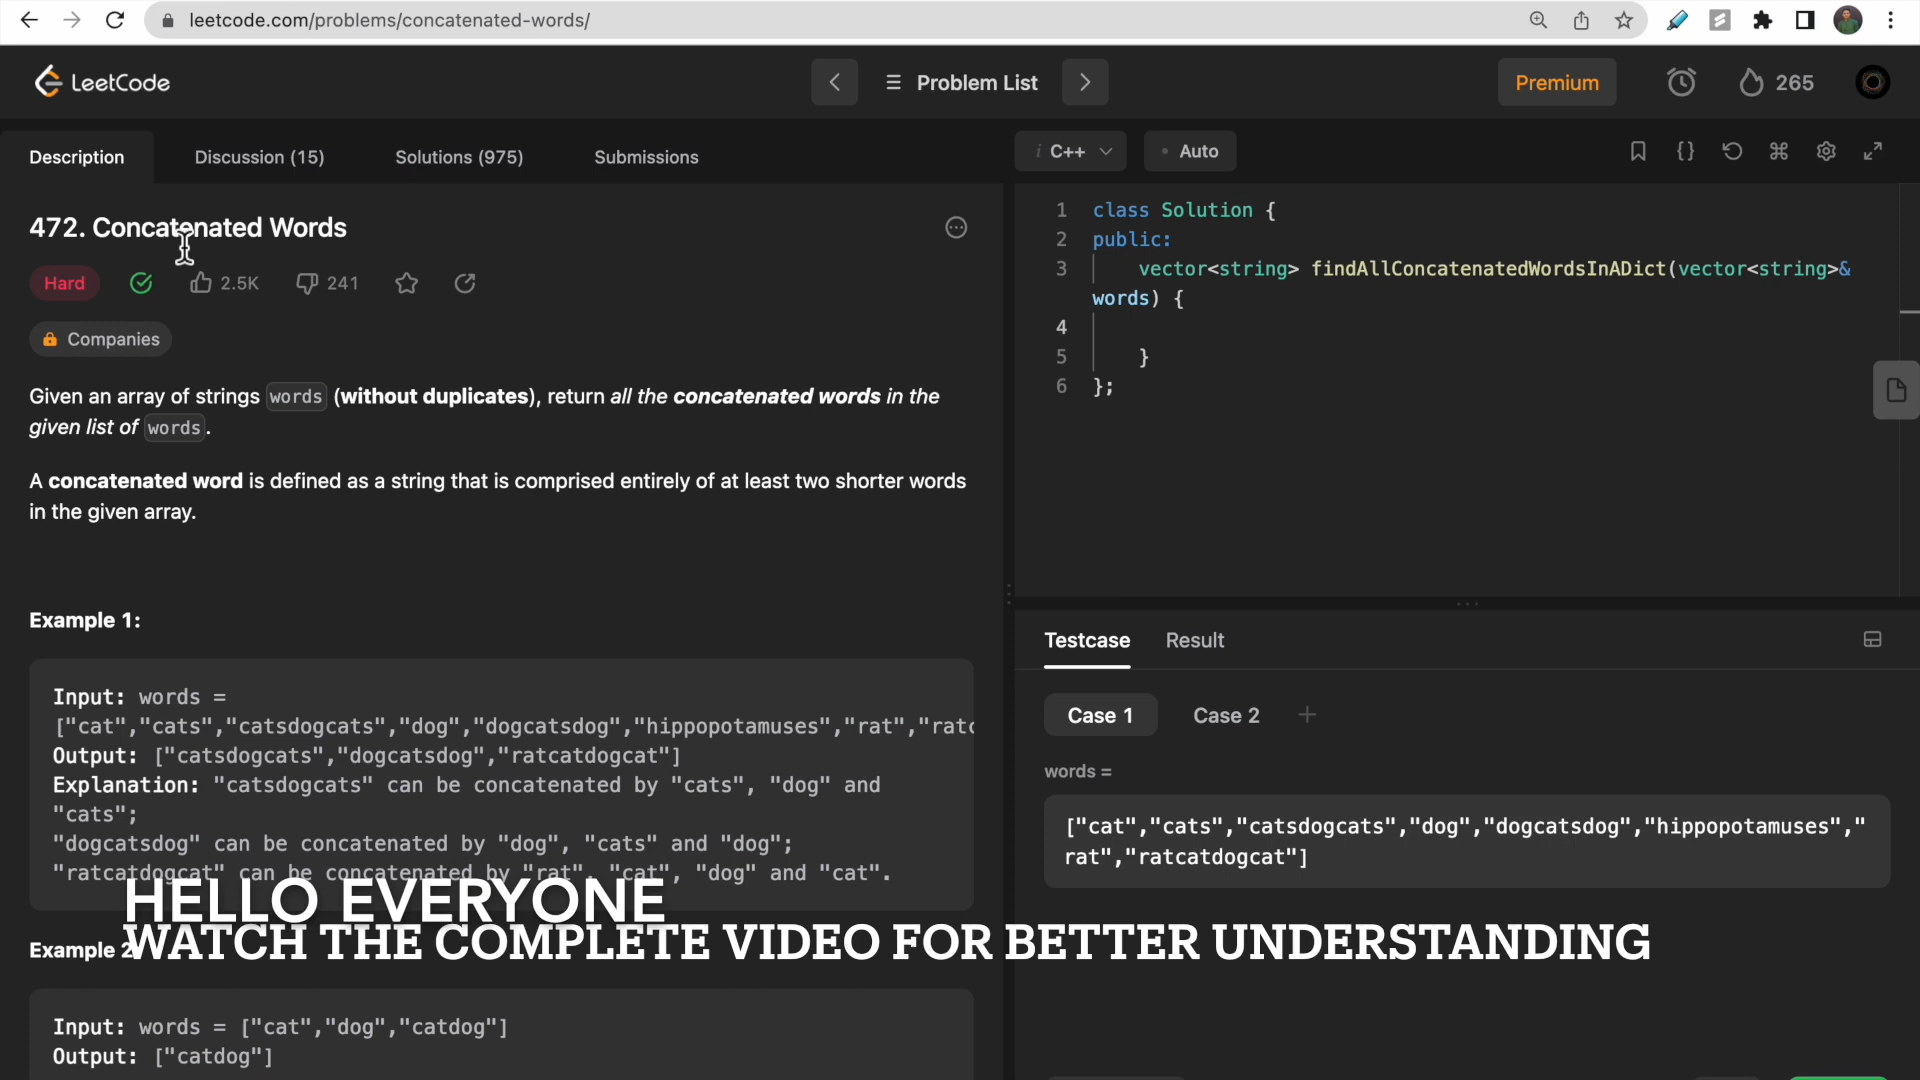 leetcode.com/problems/concatenated-words/
LeetCode
Problem List
Premium
265
Description
Discussion (15)
Solutions (975)
Submissions
i C++
Auto
472. Concatenated Words
Hard
2.5K
241
Companies
Given an array of strings words (without duplicates), return all the concatenated words in the
given list of words.
A concatenated word is defined as a string that is comprised entirely of at least two shorter words
in the given array.
Example 1:
Input: words =
["cat","cats","catsdogcats","dog","dogcatsdog","hippopotamuses","rat","ratc
Output: ["catsdogcats","dogcatsdog","ratcatdogcat"]
Explanation: "catsdogcats" can be concatenated by "cats", "dog" and
"cats";
"dogcatsdog" can be concatenated by "dog", "cats" and "dog";
"ratcatdogcat" can be concatenated by "rat", "cat", "dog" and "cat".
HELLO EVERYONE
WATCH THE COMPLETE VIDEO FOR BETTER UNDERSTANDING
Example 2
Input: words = ["cat","dog","catdog"]
Output: ["catdog"]
1 class Solution {
2 public:
3 vector<string> findAllConcatenatedWordsInADict(vector<string>&
words) {
4
5 }
6 };
Testcase
Result
Case 1
Case 2
words =
["cat","cats","catsdogcats","dog","dogcatsdog","hippopotamuses","
rat","ratcatdogcat"]